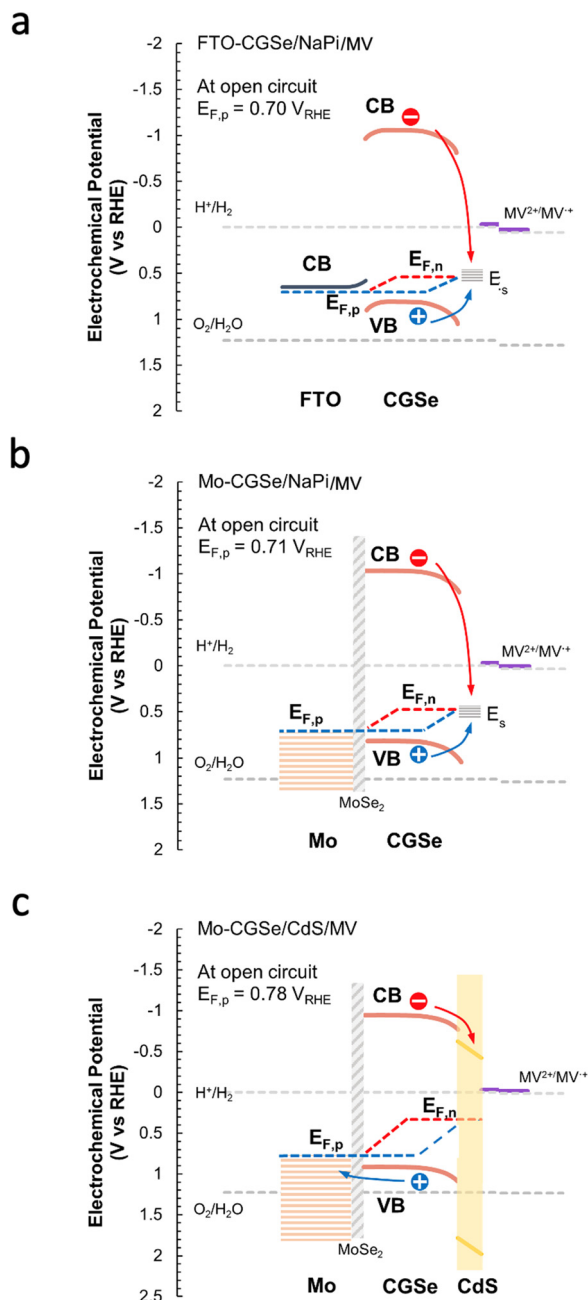 a
FTO-CGSe/NaPi/MV
At open circuit
E_F,p = 0.70 V_RHE
Electrochemical Potential
(V vs RHE)
-2
-1.5
-1
-0.5
0
0.5
1
1.5
2
CB
H⁺/H₂
MV²⁺/MV·⁺
CB
E_F,n
E_F,p
E_s
VB
O₂/H₂O
FTO
CGSe
b
Mo-CGSe/NaPi/MV
At open circuit
E_F,p = 0.71 V_RHE
Electrochemical Potential
(V vs RHE)
-2
-1.5
-1
-0.5
0
0.5
1
1.5
2
CB
H⁺/H₂
MV²⁺/MV·⁺
E_F,n
E_F,p
E_s
VB
O₂/H₂O
MoSe₂
Mo
CGSe
c
Mo-CGSe/CdS/MV
At open circuit
E_F,p = 0.78 V_RHE
Electrochemical Potential
(V vs RHE)
-2
-1.5
-1
-0.5
0
0.5
1
1.5
2
2.5
CB
MV²⁺/MV·⁺
H⁺/H₂
E_F,n
E_F,p
VB
O₂/H₂O
MoSe₂
Mo
CGSe
CdS